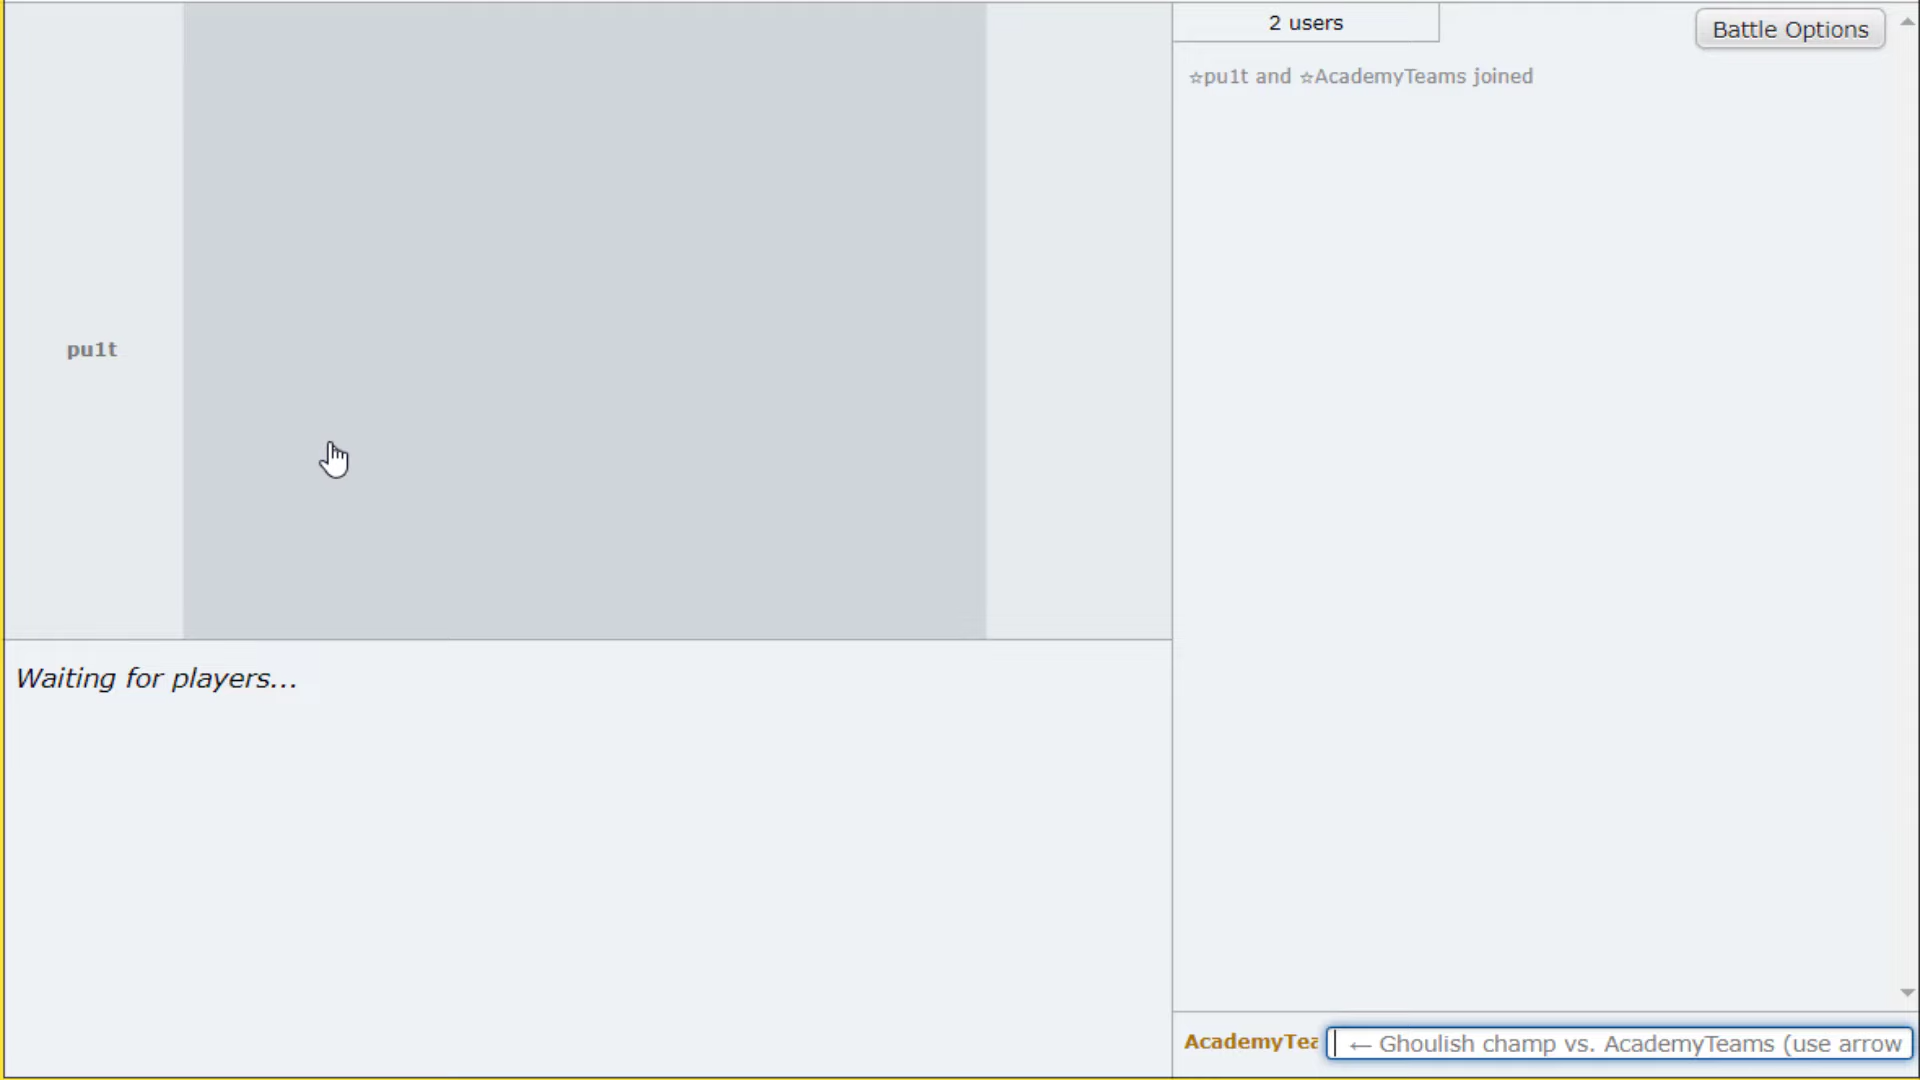 2 users
Battle Options
☆pu1t and ☆AcademyTeams joined
pu1t
Waiting for players...
AcademyTea
← Ghoulish champ vs. AcademyTeams (use arrow